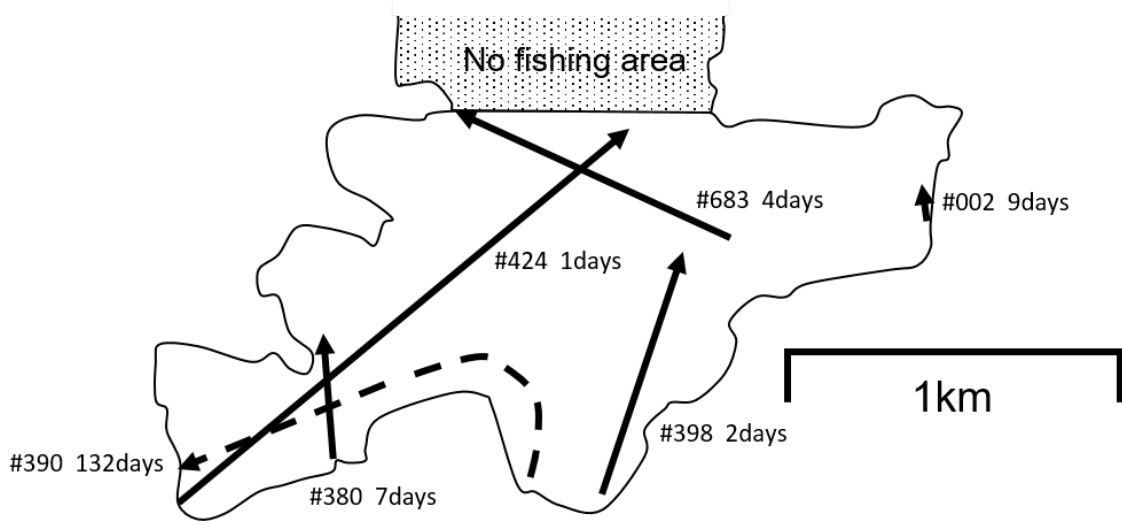 No fishing area
#683 4days
#002 9days
#424 1days
1km
#398 2days
#390 132days
#380 7days